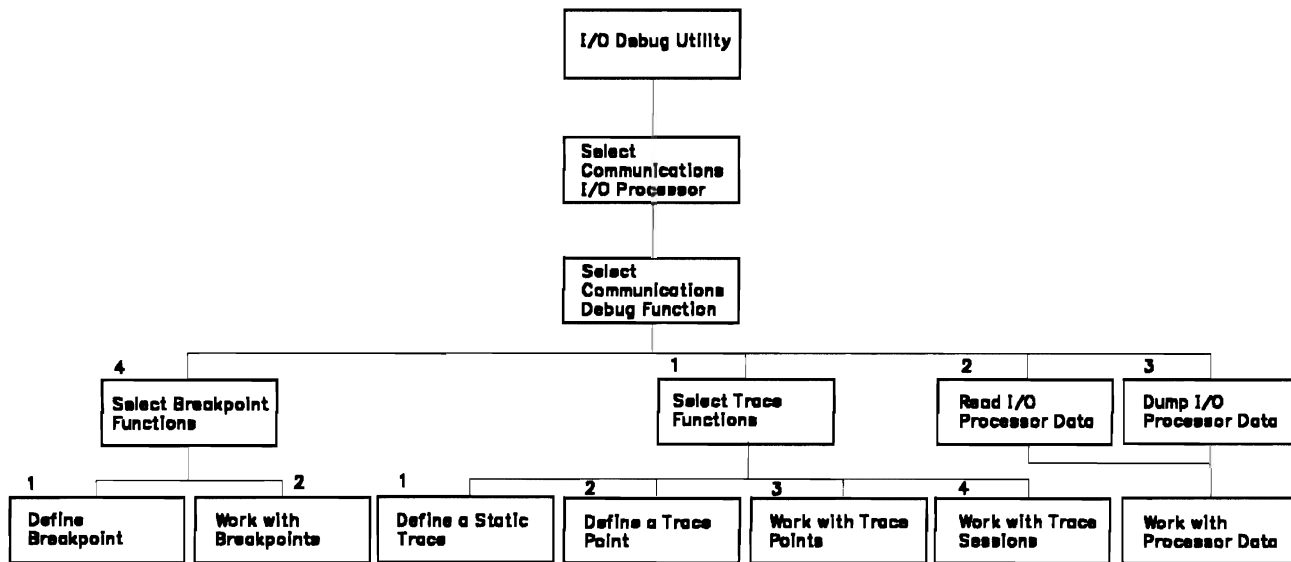 I/O Debug Utility
Select
Communications
I/O Processor
Select
Communications
Debug Function
4
Select Breakpoint
Functions
1
Select Trace
Functions
2
Read I/O
Processor Data
3
Dump I/O
Processor Data
1
Define
Breakpoint
2
Work with
Breakpoints
1
Define a Static
Trace
2
Define a Trace
Point
3
Work with Trace
Points
4
Work with Trace
Sessions
Work with
Processor Data